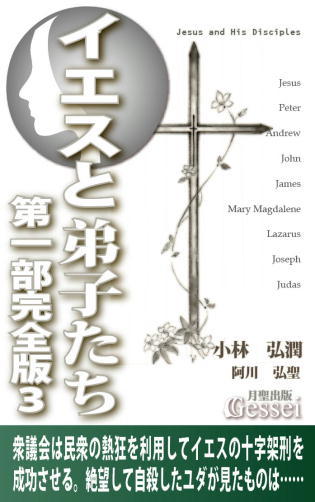 Jesus and His Disciples
イエスと弟子たち
第一部完全版3
Jesus
Peter
Andrew
John
James
Mary Magdalene
Lazarus
Joseph
Judas
小林 弘潤
阿川 弘聖
月聖出版
Gessei
衆議会は民衆の熱狂を利用してイエスの十字架刑を
成功させる。絶望して自殺したユダが見たものは……